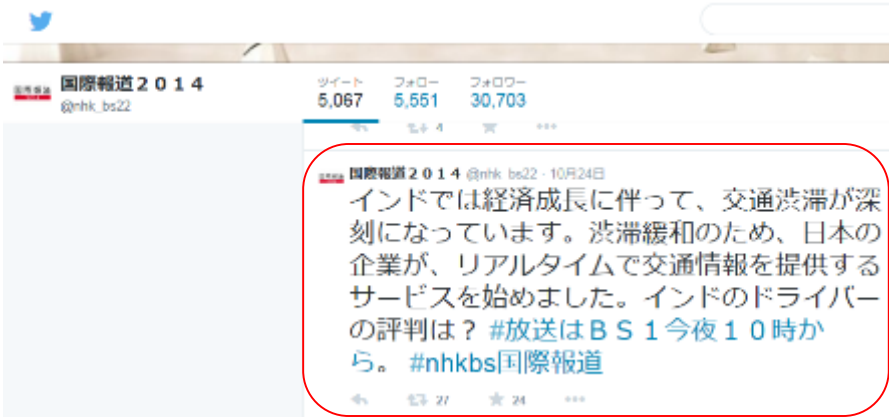 国際報道２０１４
@nhk_bs22
ツイート
5,067
フォロー
5,551
フォロワー
30,703
4
国際報道２０１４ @nhk_bs22 · 10月24日
インドでは経済成長に伴って、交通渋滞が深
刻になっています。渋滞緩和のため、日本の
企業が、リアルタイムで交通情報を提供する
サービスを始めました。インドのドライバー
の評判は？ #放送はＢＳ１今夜１０時か
ら。 #nhkbs国際報道
27 24